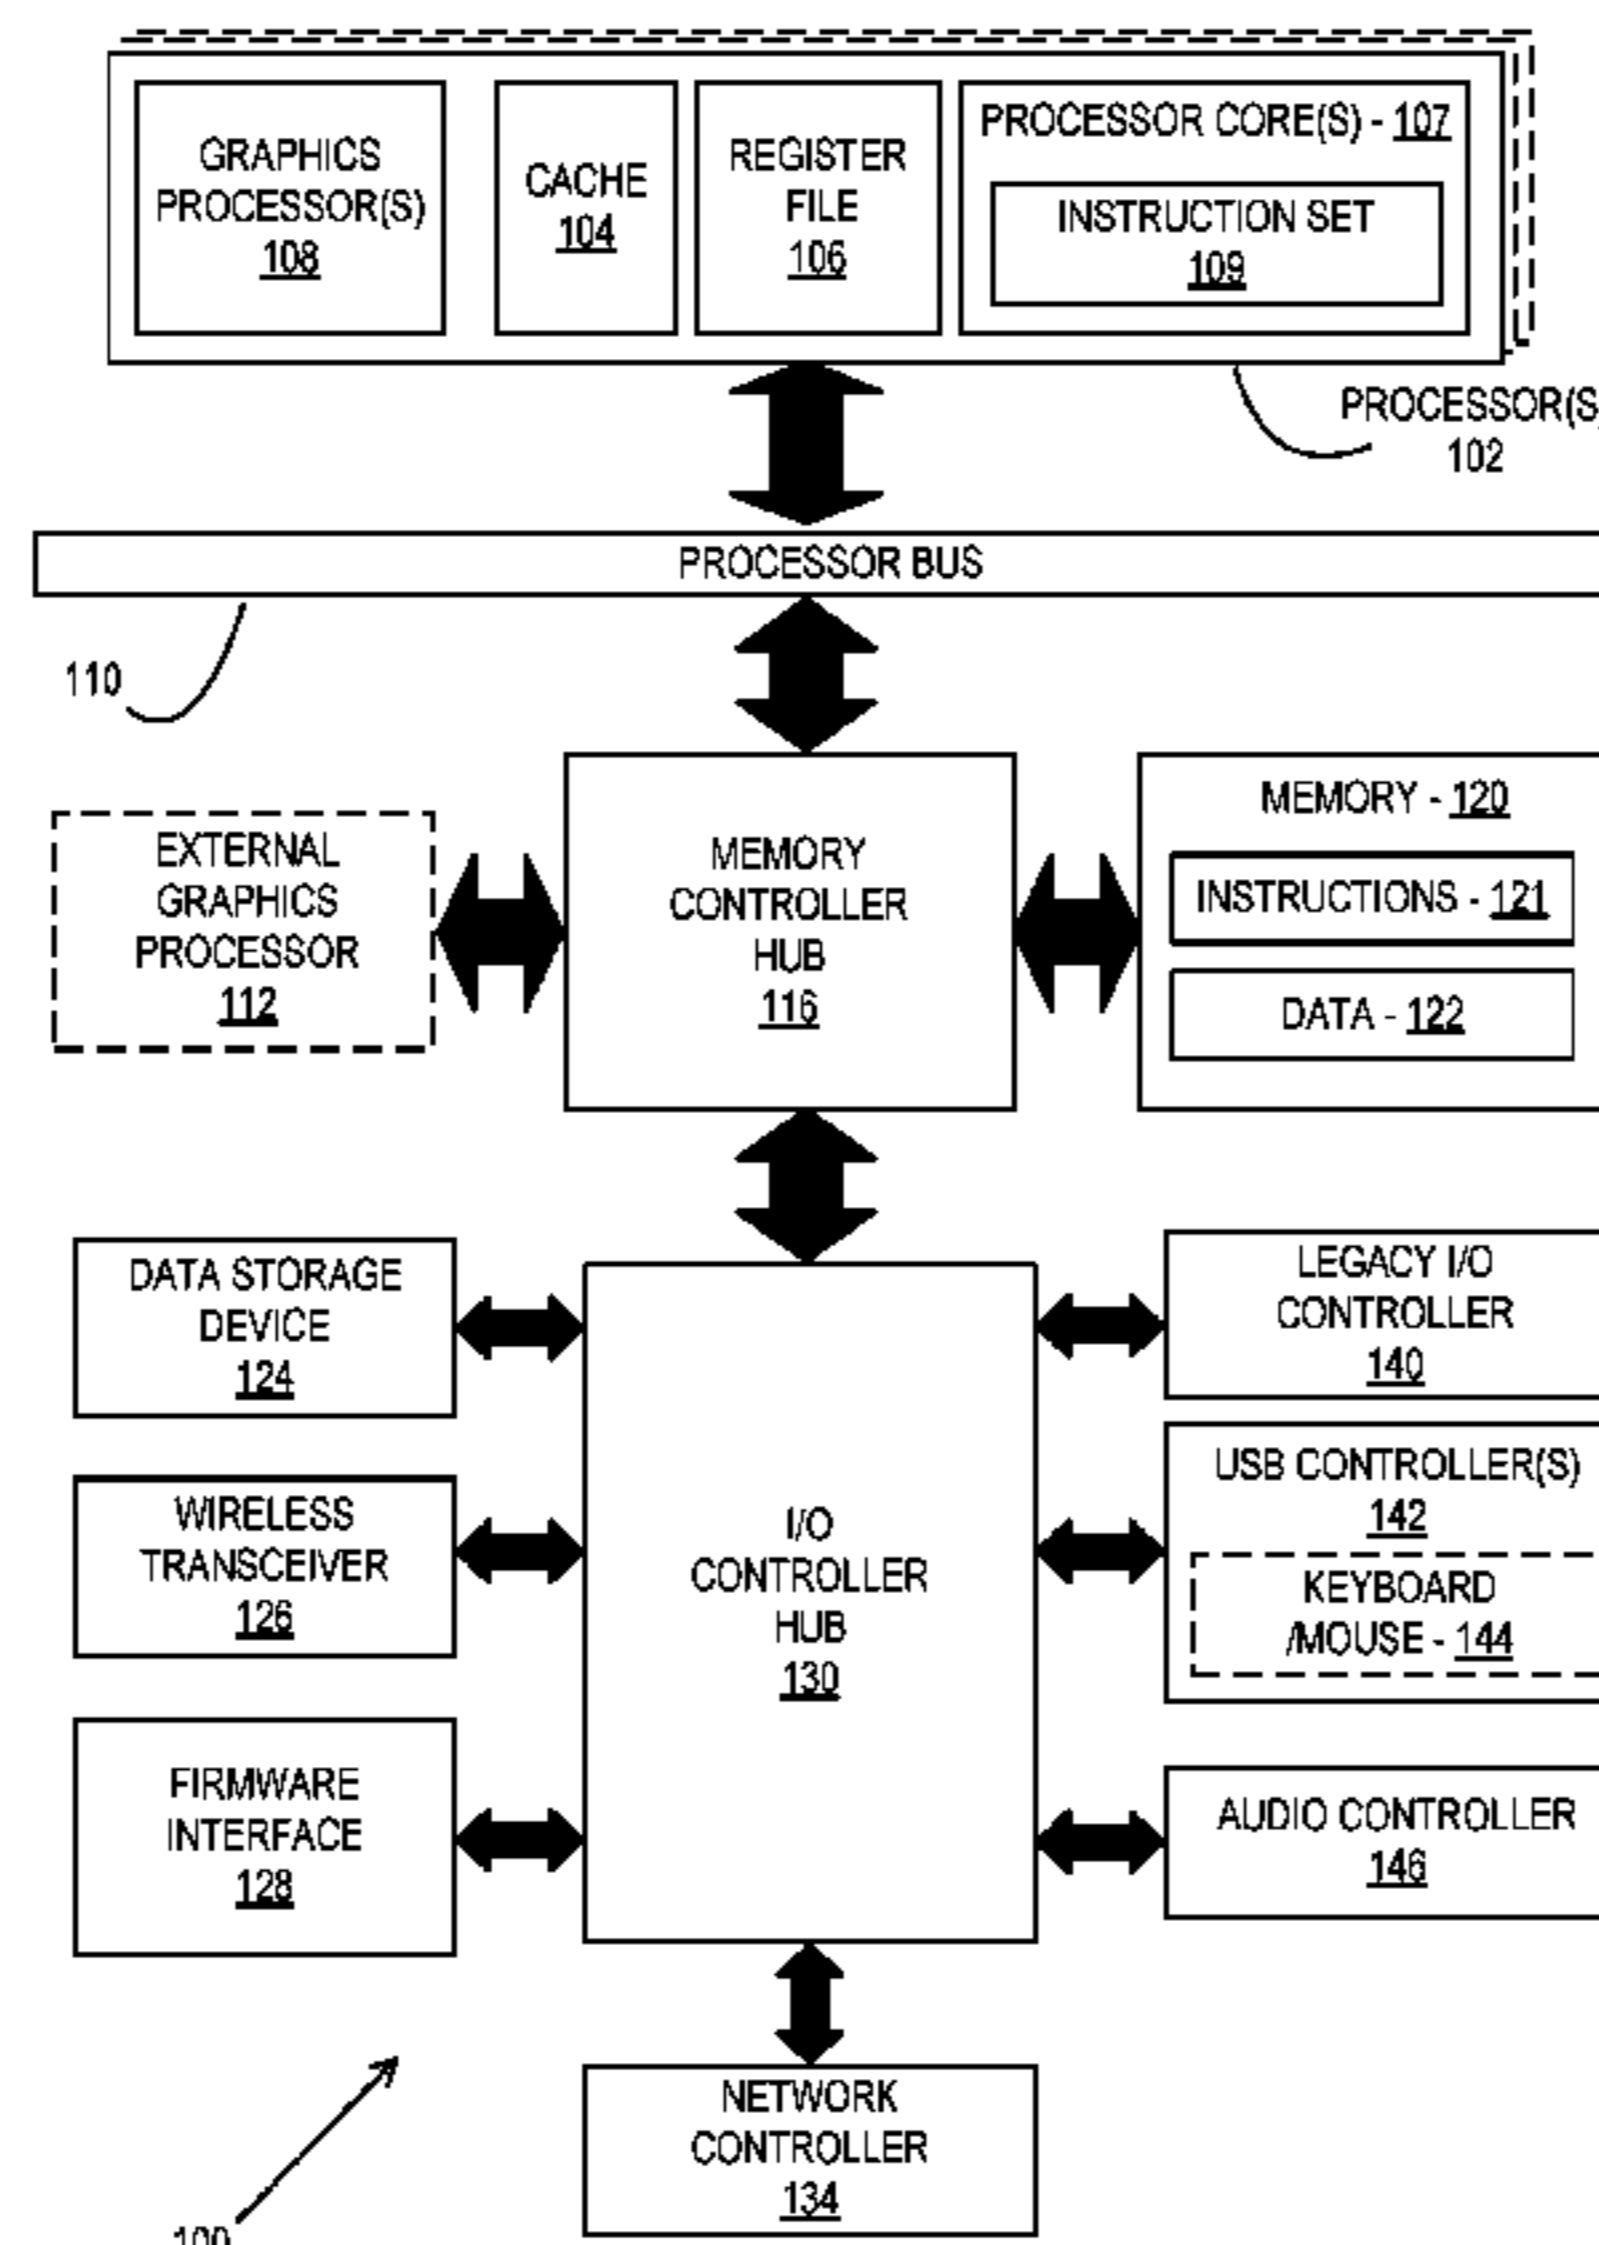 GRAPHICS
PROCESSOR(S)
108
CACHE
104
REGISTER
FILE
106
PROCESSOR CORE(S) - 107
INSTRUCTION SET
109
PROCESSOR(S)
102
PROCESSOR BUS
110
EXTERNAL
GRAPHICS
PROCESSOR
112
MEMORY
CONTROLLER
HUB
116
MEMORY - 120
INSTRUCTIONS - 121
DATA - 122
DATA STORAGE
DEVICE
124
WIRELESS
TRANSCEIVER
126
FIRMWARE
INTERFACE
128
I/O
CONTROLLER
HUB
130
LEGACY I/O
CONTROLLER
140
USB CONTROLLER(S)
142
KEYBOARD
/MOUSE - 144
AUDIO CONTROLLER
146
NETWORK
CONTROLLER
134
100